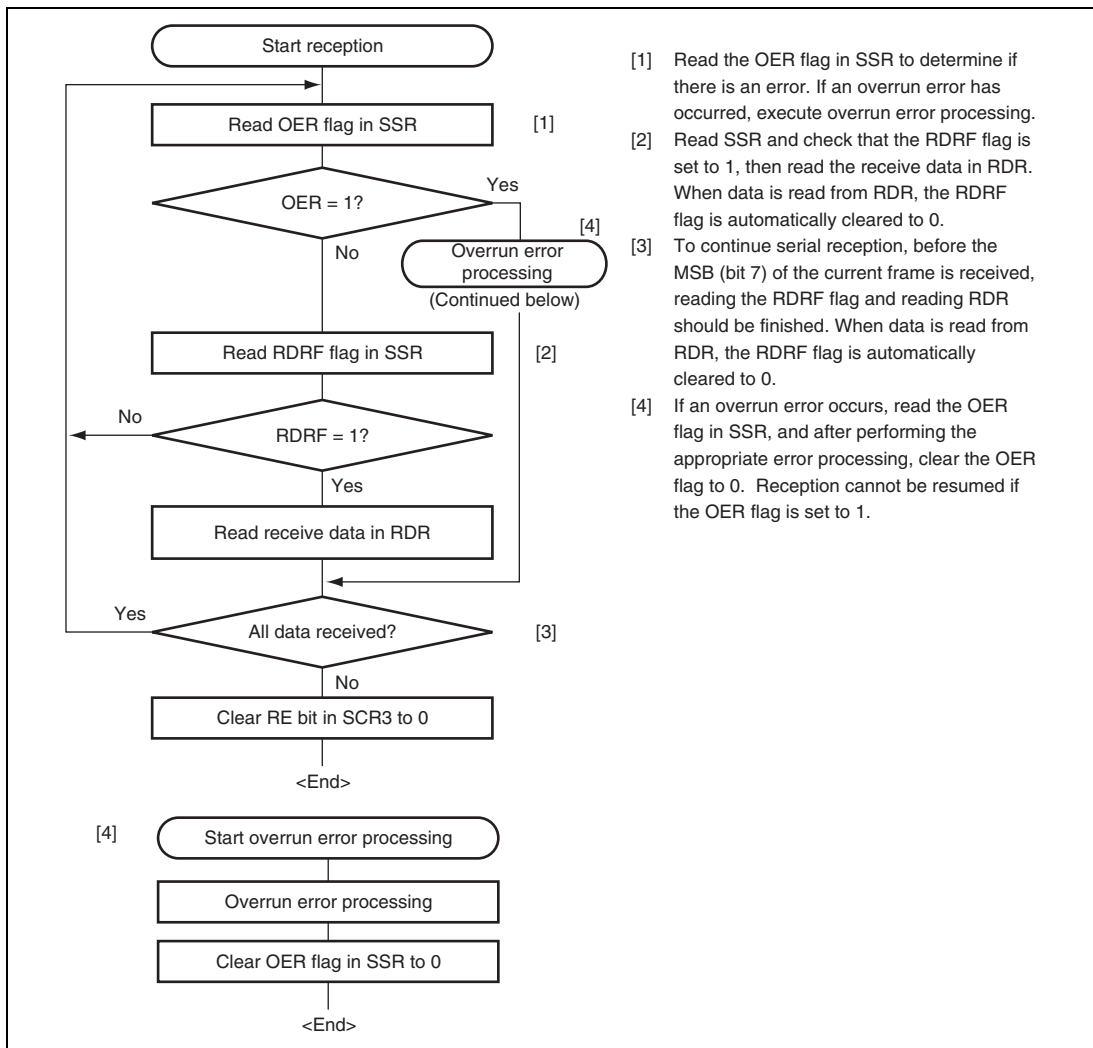 Start reception
Read OER flag in SSR
[1]
OER = 1?
Yes
No
[4]
Overrun error
processing
(Continued below)
Read RDRF flag in SSR
[2]
No
RDRF = 1?
Yes
Read receive data in RDR
Yes
All data received?
[3]
No
Clear RE bit in SCR3 to 0
<End>
[4]
Start overrun error processing
Overrun error processing
Clear OER flag in SSR to 0
<End>
[1] Read the OER flag in SSR to determine if
there is an error. If an overrun error has
occurred, execute overrun error processing.
[2] Read SSR and check that the RDRF flag is
set to 1, then read the receive data in RDR.
When data is read from RDR, the RDRF
flag is automatically cleared to 0.
[3] To continue serial reception, before the
MSB (bit 7) of the current frame is received,
reading the RDRF flag and reading RDR
should be finished. When data is read from
RDR, the RDRF flag is automatically
cleared to 0.
[4] If an overrun error occurs, read the OER
flag in SSR, and after performing the
appropriate error processing, clear the OER
flag to 0. Reception cannot be resumed if
the OER flag is set to 1.